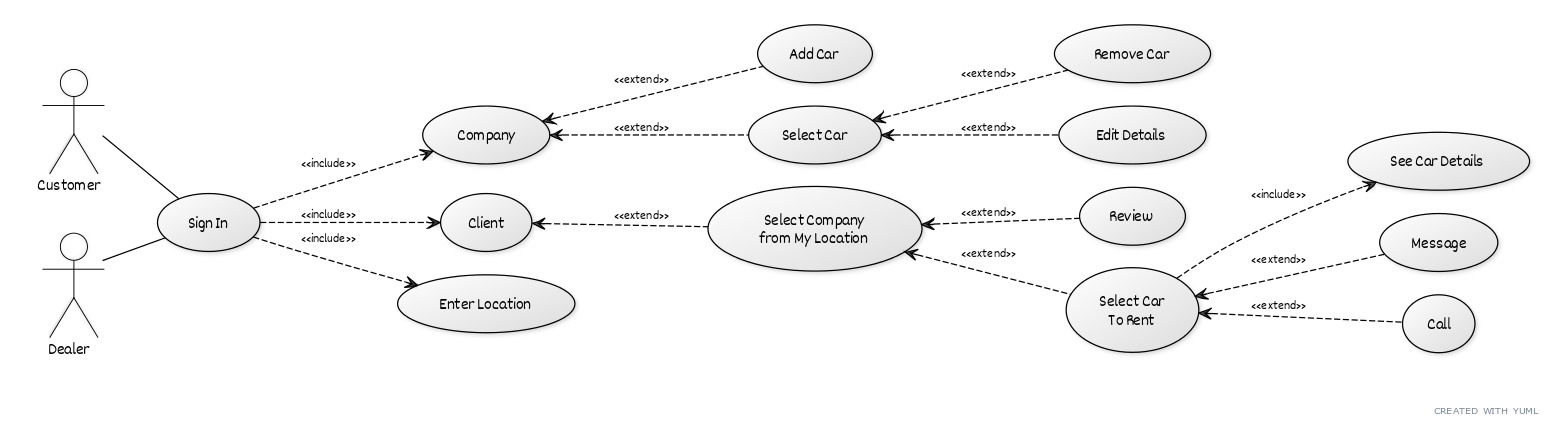 Add Car
Remove Car
<<extend>>
<<extend>>
Company
<<extend>>
Select Car
<<extend>>
Edit Details
<<include>>
See Car Details
Customer
<<include>>
Sign In
<<include>>
Client
<<extend>>
Select Company
from My Location
<<extend>>
Review
<<include>>
<<extend>>
Message
<<extend>>
Enter Location
Select Car
To Rent
<<extend>>
Call
Dealer
CREATED WITH YUML